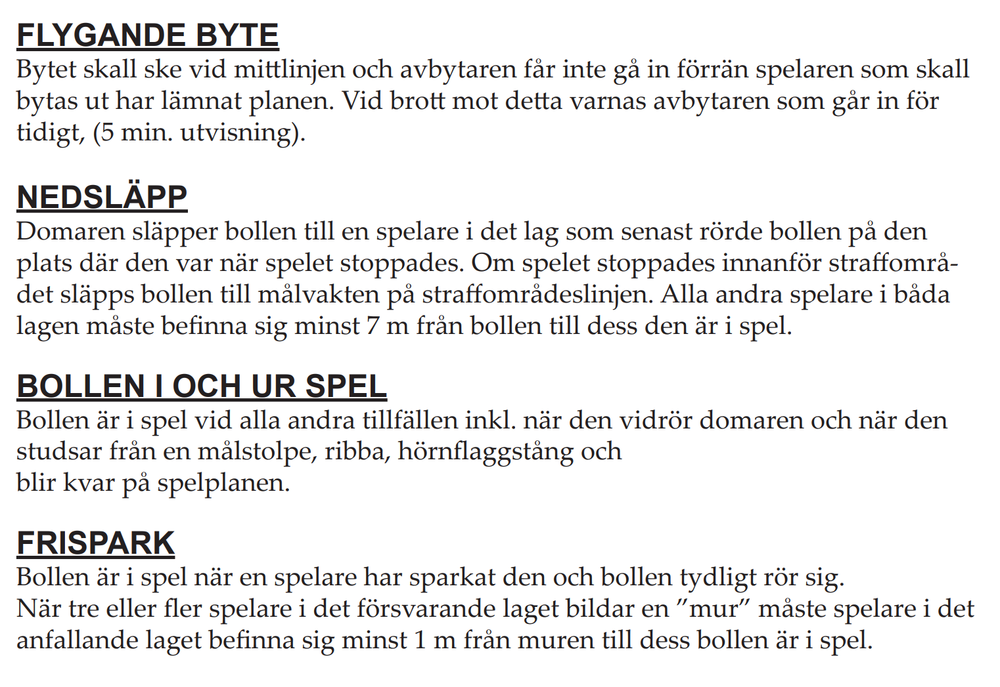 FLYGANDE BYTE
Bytet skall ske vid mittlinjen och avbytaren får inte gå in förrän spelaren som skall
bytas ut har lämnat planen. Vid brott mot detta varnas avbytaren som går in för
tidigt, (5 min. utvisning).
NEDSLÄPP
Domaren släpper bollen till en spelare i det lag som senast rörde bollen på den
plats där den var när spelet stoppades. Om spelet stoppades innanför straffområ-
det släpps bollen till målvakten på straffområdeslinjen. Alla andra spelare i båda
lagen måste befinna sig minst 7 m från bollen till dess den är i spel.
BOLLEN I OCH UR SPEL
Bollen är i spel vid alla andra tillfällen inkl. när den vidrör domaren och när den
studsar från en målstolpe, ribba, hörnflaggstång och
blir kvar på spelplanen.
FRISPARK
Bollen är i spel när en spelare har sparkat den och bollen tydligt rör sig.
När tre eller fler spelare i det försvarande laget bildar en ”mur” måste spelare i det
anfallande laget befinna sig minst 1 m från muren till dess bollen är i spel.